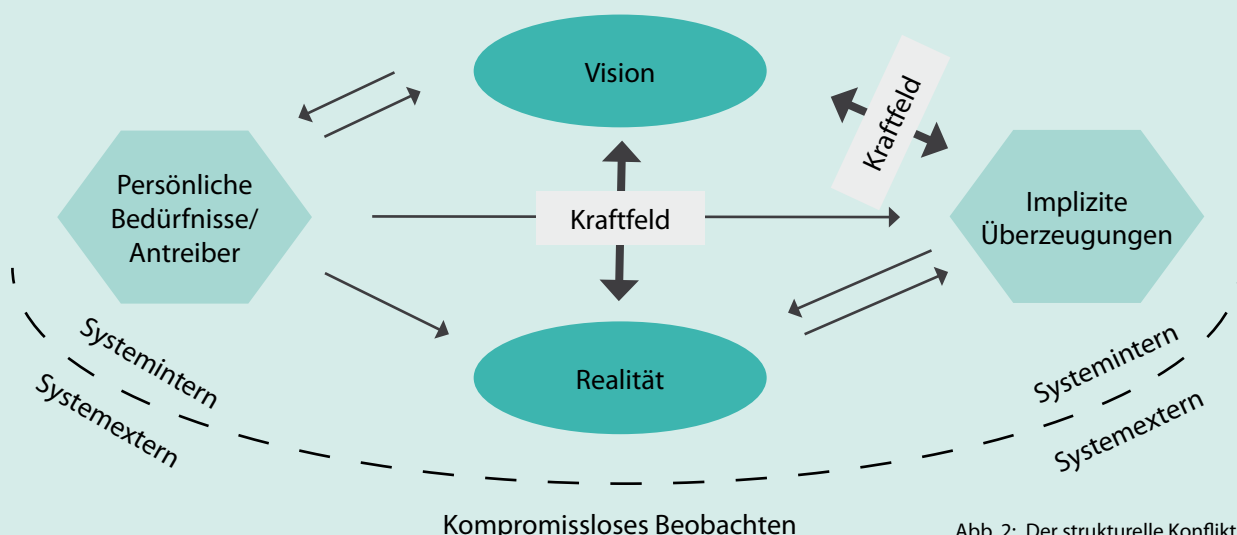 Vision
Kraftfeld
Persönliche
Bedürfnisse/
Antreiber
Kraftfeld
Implizite
Überzeugungen
Realität
Systemintern
Systemextern
Systemintern
Systemextern
Kompromissloses Beobachten
Abb. 2: Der strukturelle Konflikt